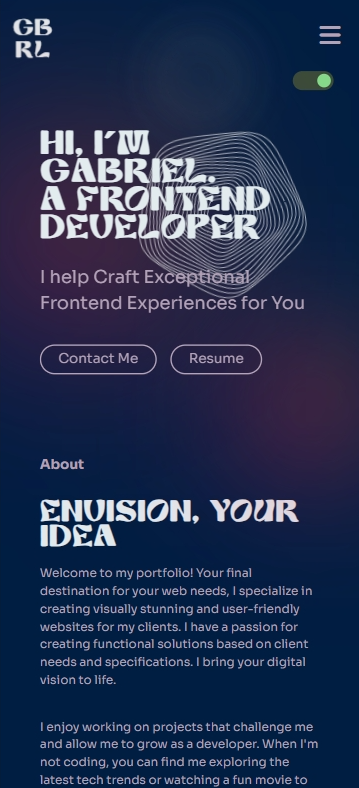 GB
RL
HI, I'M
GABRIEL.
A FRONTEND
DEVELOPER
I help Craft Exceptional
Frontend Experiences for You
Contact Me
Resume
About
ENVISION, YOUR
IDEA
Welcome to my portfolio! Your final
destination for your web needs, I specialize in
creating visually stunning and user-friendly
websites for my clients. I have a passion for
creating functional solutions based on client
needs and specifications. I bring your digital
vision to life.
I enjoy working on projects that challenge me
and allow me to grow as a developer. When I'm
not coding, you can find me exploring the
latest tech trends or watching a fun movie to